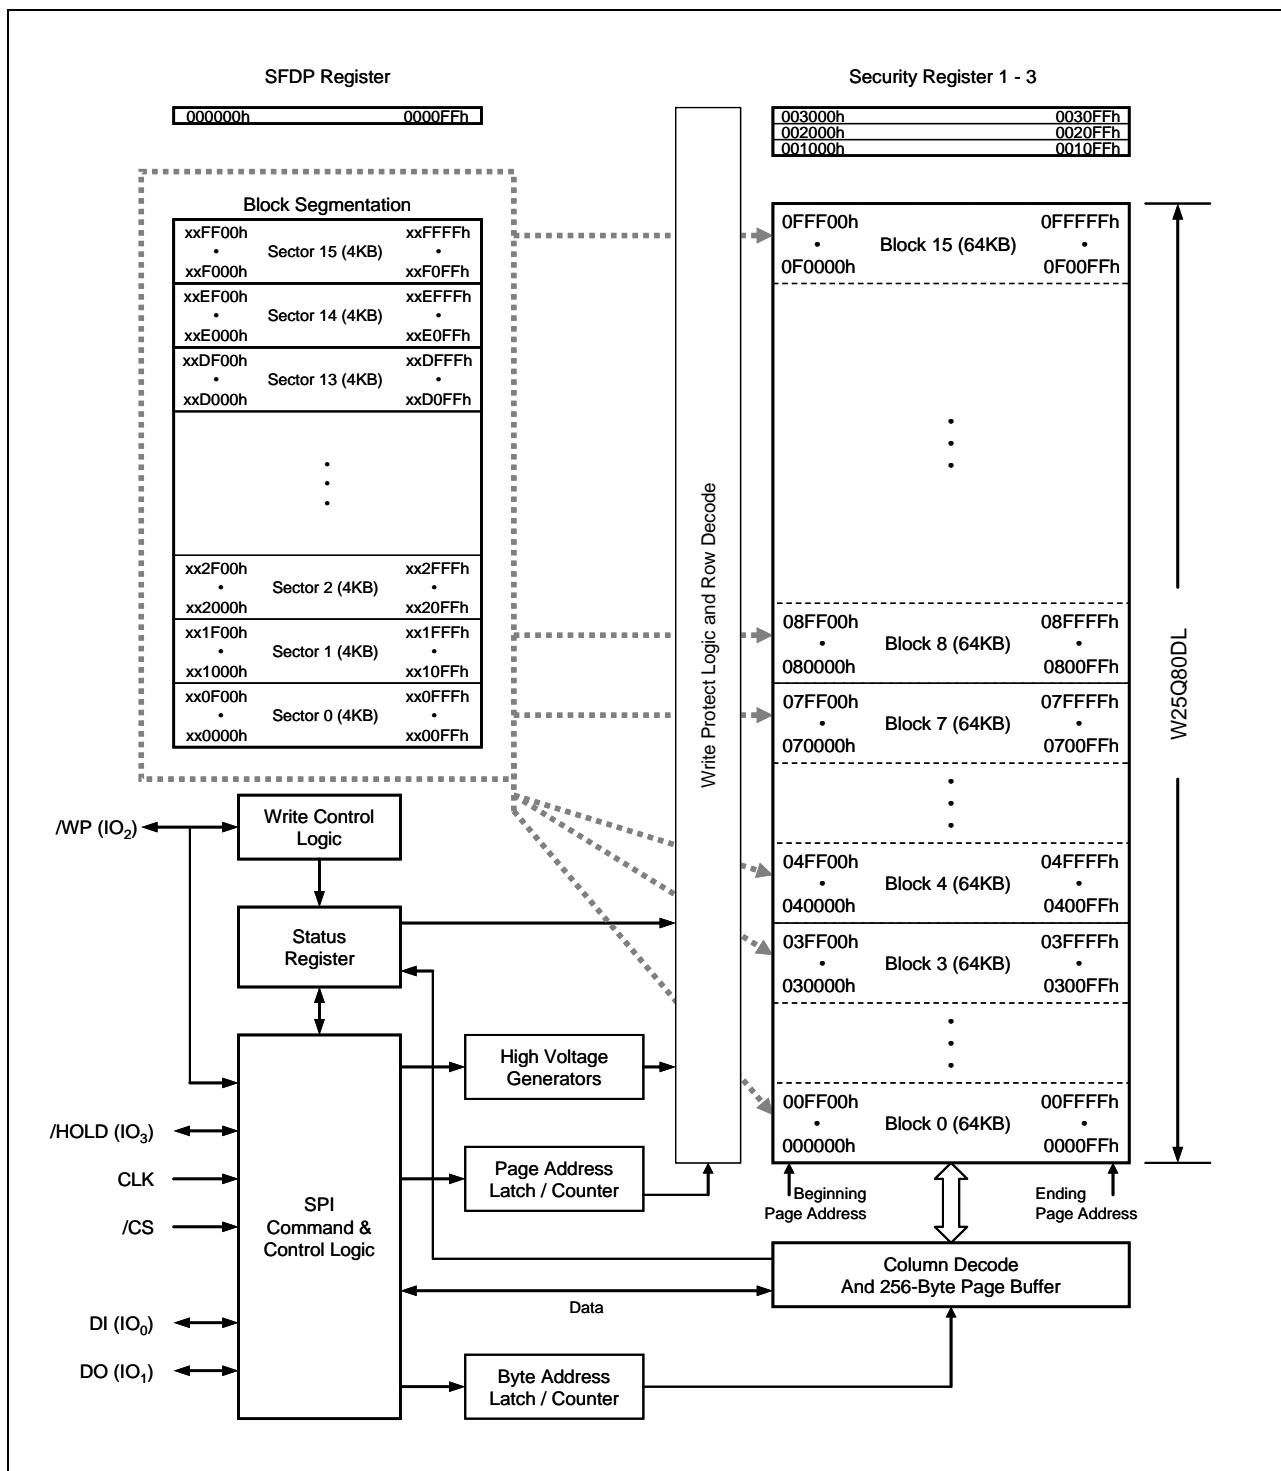 SFDP Register
000000h 0000FFh
Security Register 1 - 3
003000h 0030FFh
002000h 0020FFh
001000h 0010FFh
Block Segmentation
xxFF00h xxFFFFh
• Sector 15 (4KB) •
xxF000h xxF0FFh
xxEF00h xxEFFFh
• Sector 14 (4KB) •
xxE000h xxE0FFh
xxDF00h xxDFFFh
• Sector 13 (4KB) •
xxD000h xxD0FFh
xx2F00h xx2FFFh
• Sector 2 (4KB) •
xx2000h xx20FFh
xx1F00h xx1FFFh
• Sector 1 (4KB) •
xx1000h xx10FFh
xx0F00h xx0FFFh
• Sector 0 (4KB) •
xx0000h xx00FFh
Write Protect Logic and Row Decode
0FFF00h 0FFFFFh
• Block 15 (64KB) •
0F0000h 0F00FFh
08FF00h 08FFFFh
• Block 8 (64KB) •
080000h 0800FFh
07FF00h 07FFFFh
• Block 7 (64KB) •
070000h 0700FFh
04FF00h 04FFFFh
• Block 4 (64KB) •
040000h 0400FFh
03FF00h 03FFFFh
• Block 3 (64KB) •
030000h 0300FFh
00FF00h 00FFFFh
• Block 0 (64KB) •
000000h 0000FFh
W25Q80DL
Beginning
Page Address
Ending
Page Address
/WP (IO2)
Write Control
Logic
Status
Register
High Voltage
Generators
/HOLD (IO3)
CLK
/CS
Page Address
Latch / Counter
SPI
Command &
Control Logic
Column Decode
And 256-Byte Page Buffer
Data
DI (IO0)
DO (IO1)
Byte Address
Latch / Counter